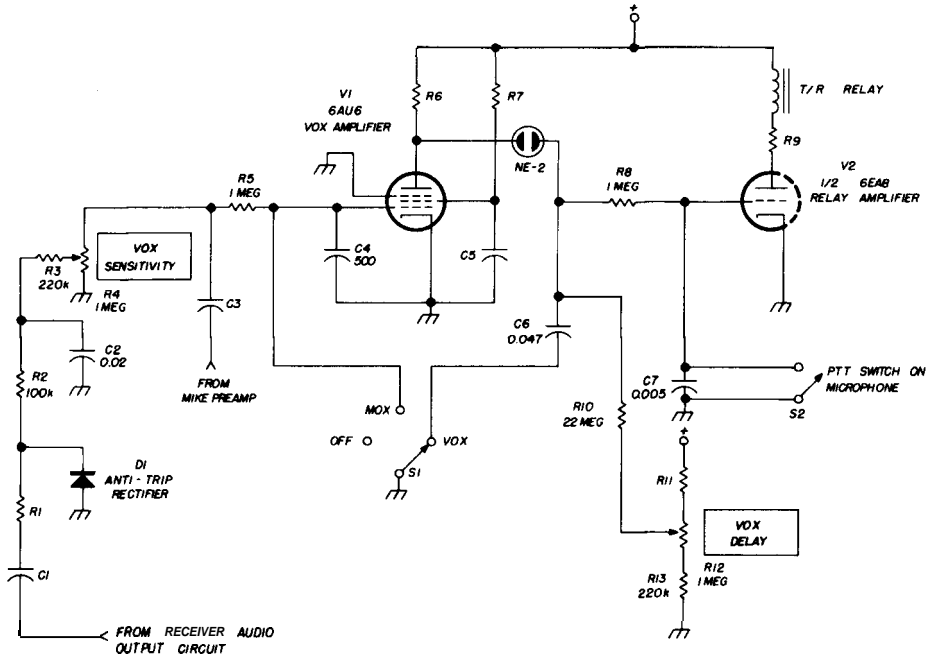 +
V1
6AU6
VOX AMPLIFIER
R6
R7
T/R RELAY
R9
NE-2
V2
1/2 6EA8
RELAY AMPLIFIER
R5
1 MEG
R8
1 MEG
VOX
SENSITIVITY
R3
220k
R4
1 MEG
C4
500
C5
C3
C2
0.02
C6
0.047
R2
100k
FROM
MIKE PREAMP
MOX
OFF
VOX
S1
R10
22 MEG
C7
0.005
PTT SWITCH ON
MICROPHONE
S2
+
D1
ANTI-TRIP
RECTIFIER
R1
R11
VOX
DELAY
R12
1 MEG
R13
220k
C1
FROM RECEIVER AUDIO
OUTPUT CIRCUIT